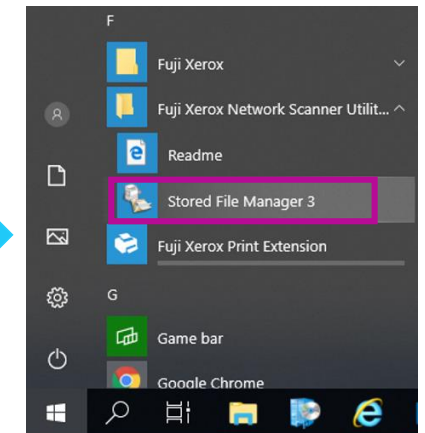 F
Fuji Xerox
Fuji Xerox Network Scanner Utilit...
Readme
Stored File Manager 3
Fuji Xerox Print Extension
G
Game bar
Google Chrome